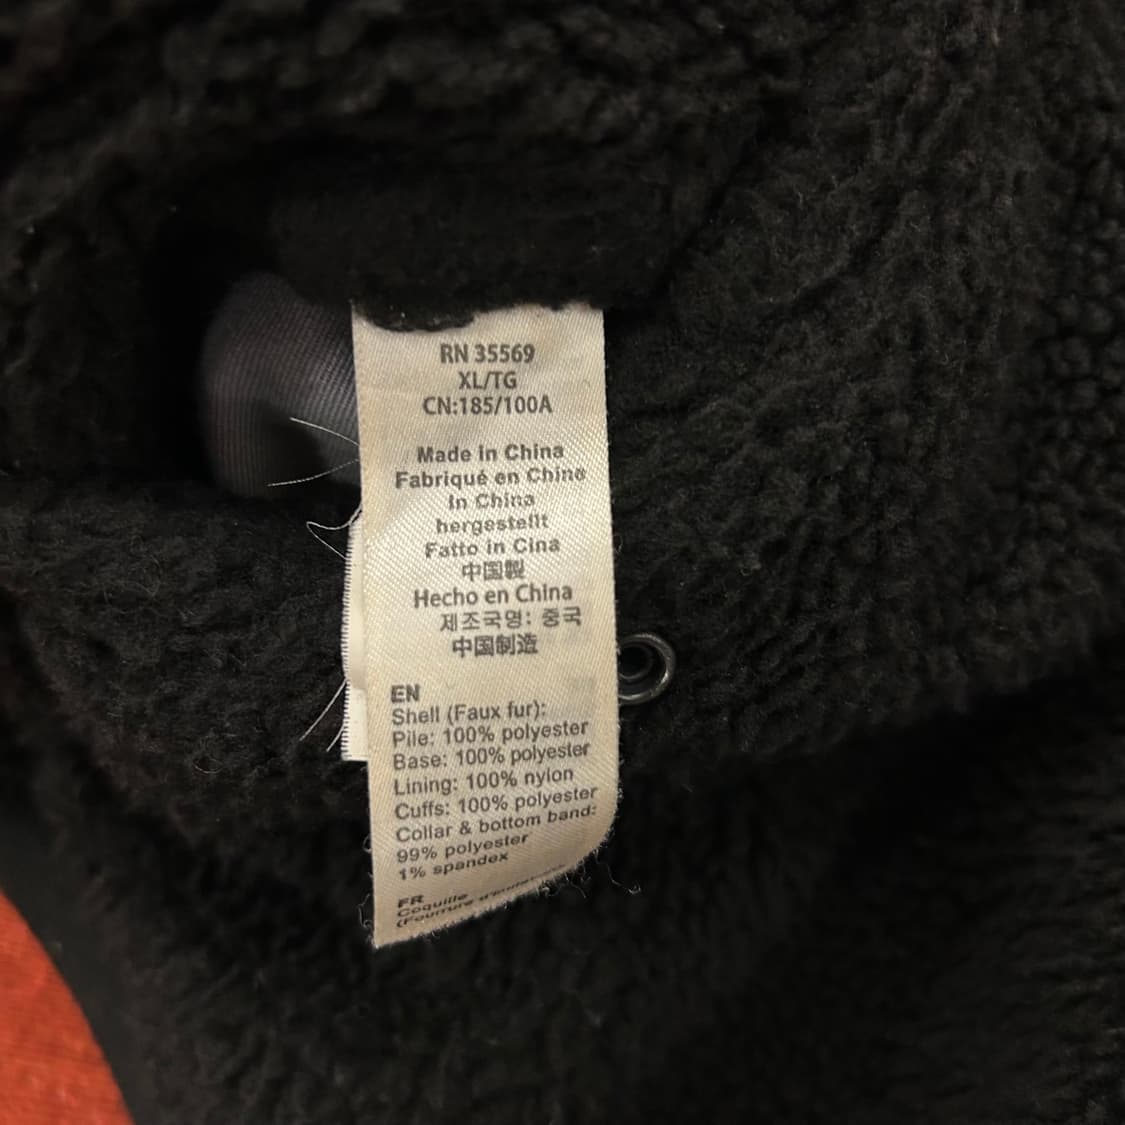 RN 35569
XL/TG
CN:185/100A
Made in China
Fabriqué en Chine
In China
hergestellt
Fatto in Cina
中国製
Hecho en China
제조국명: 중국
中国制造
EN
Shell (Faux fur):
Pile: 100% polyester
Base: 100% polyester
Lining: 100% nylon
Cuffs: 100% polyester
Collar & bottom band:
99% polyester
1% spandex
FR
Coquille
(Fourrure